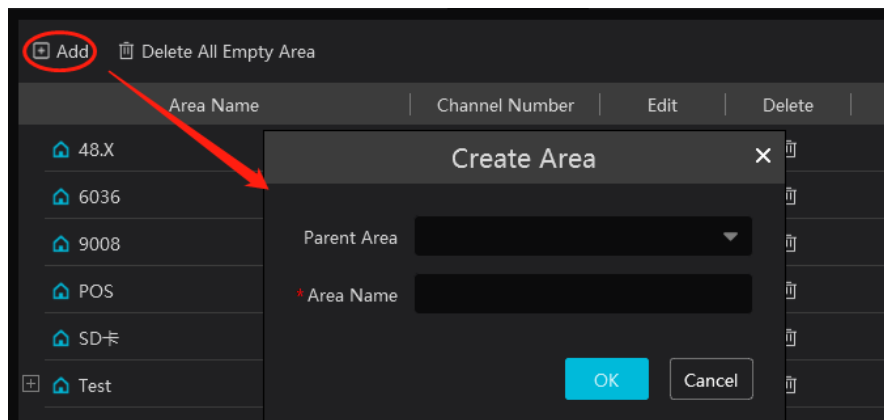 Add Delete All Empty Area
Area Name Channel Number Edit Delete
48.X
Create Area
6036
Parent Area
9008
* Area Name
POS
SD卡
OK Cancel
Test